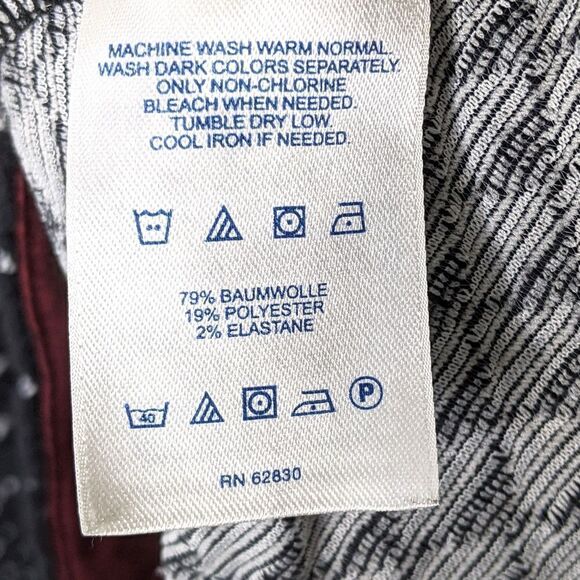 MACHINE WASH WARM NORMAL.
WASH DARK COLORS SEPARATELY.
ONLY NON-CHLORINE
BLEACH WHEN NEEDED.
TUMBLE DRY LOW.
COOL IRON IF NEEDED.
79% BAUMWOLLE
19% POLYESTER
2% ELASTANE
40 P
RN 62830